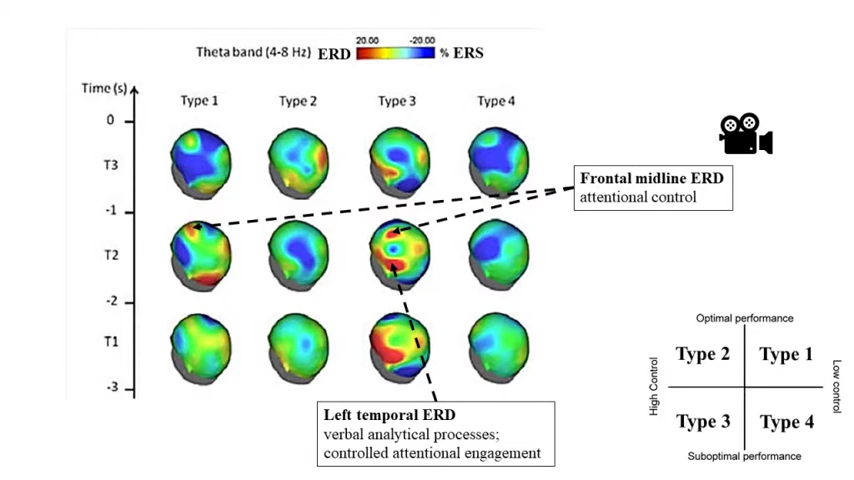 Theta band (4-8 Hz) ERD 20.00 -20.00 % ERS
Time (s)
Type 1 Type 2 Type 3 Type 4
0
T3
-1
T2
-2
T1
-3
Frontal midline ERD
attentional control
Left temporal ERD
verbal analytical processes;
controlled attentional engagement
Optimal performance
High Control
Type 2 Type 1
Low control
Type 3 Type 4
Suboptimal performance